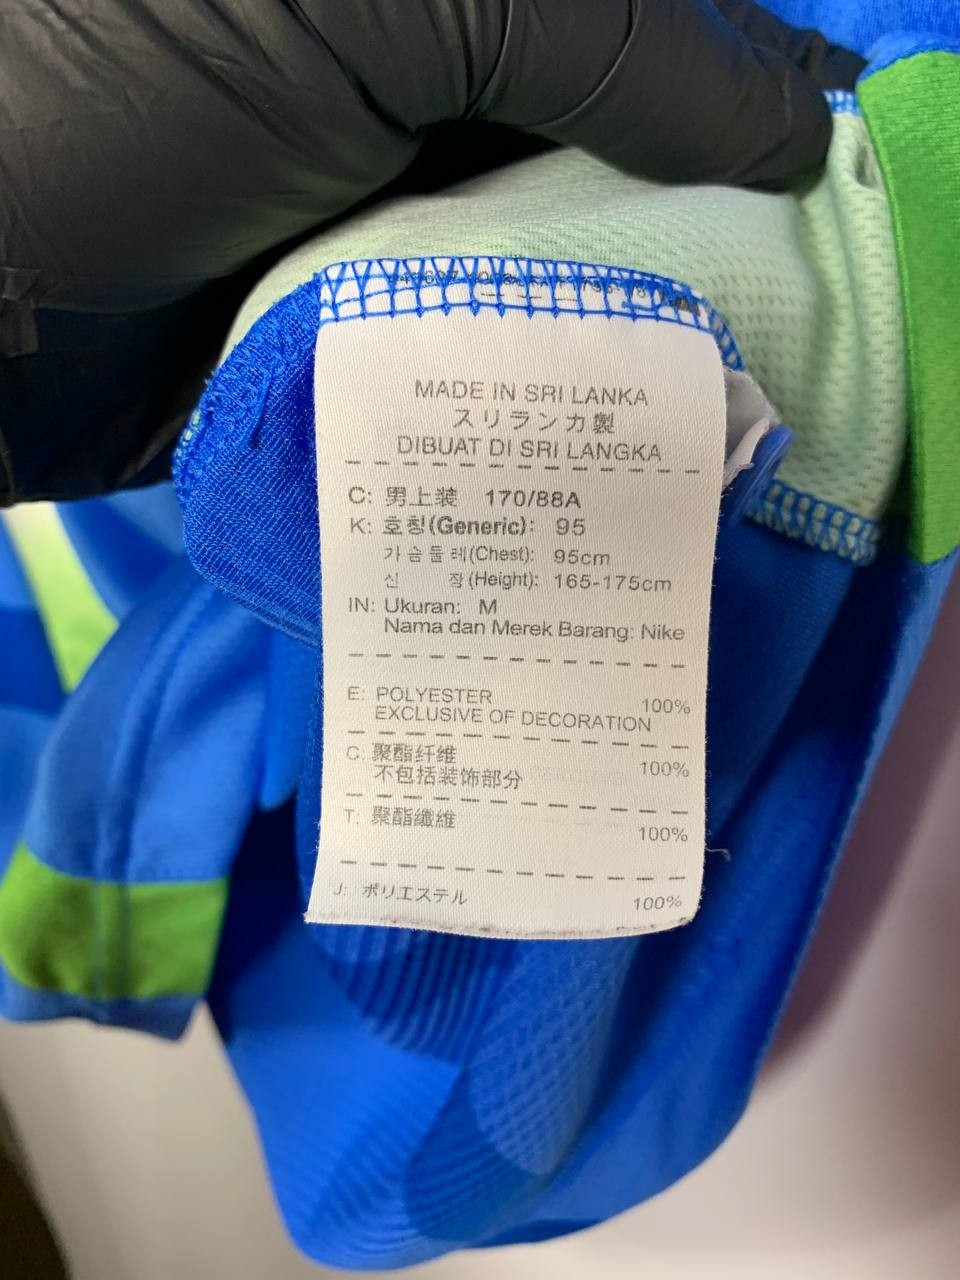 MADE IN SRI LANKA
スリランカ製
DIBUAT DI SRI LANGKA
C: 男上装 170/88A
K: 호칭(Generic): 95
가슴둘레(Chest): 95cm
신 장(Height): 165-175cm
IN: Ukuran: M
Nama dan Merek Barang: Nike
E: POLYESTER 100%
EXCLUSIVE OF DECORATION
C: 聚酯纤维 100%
不包括装饰部分
T: 聚酯纖維 100%
J: ポリエステル 100%